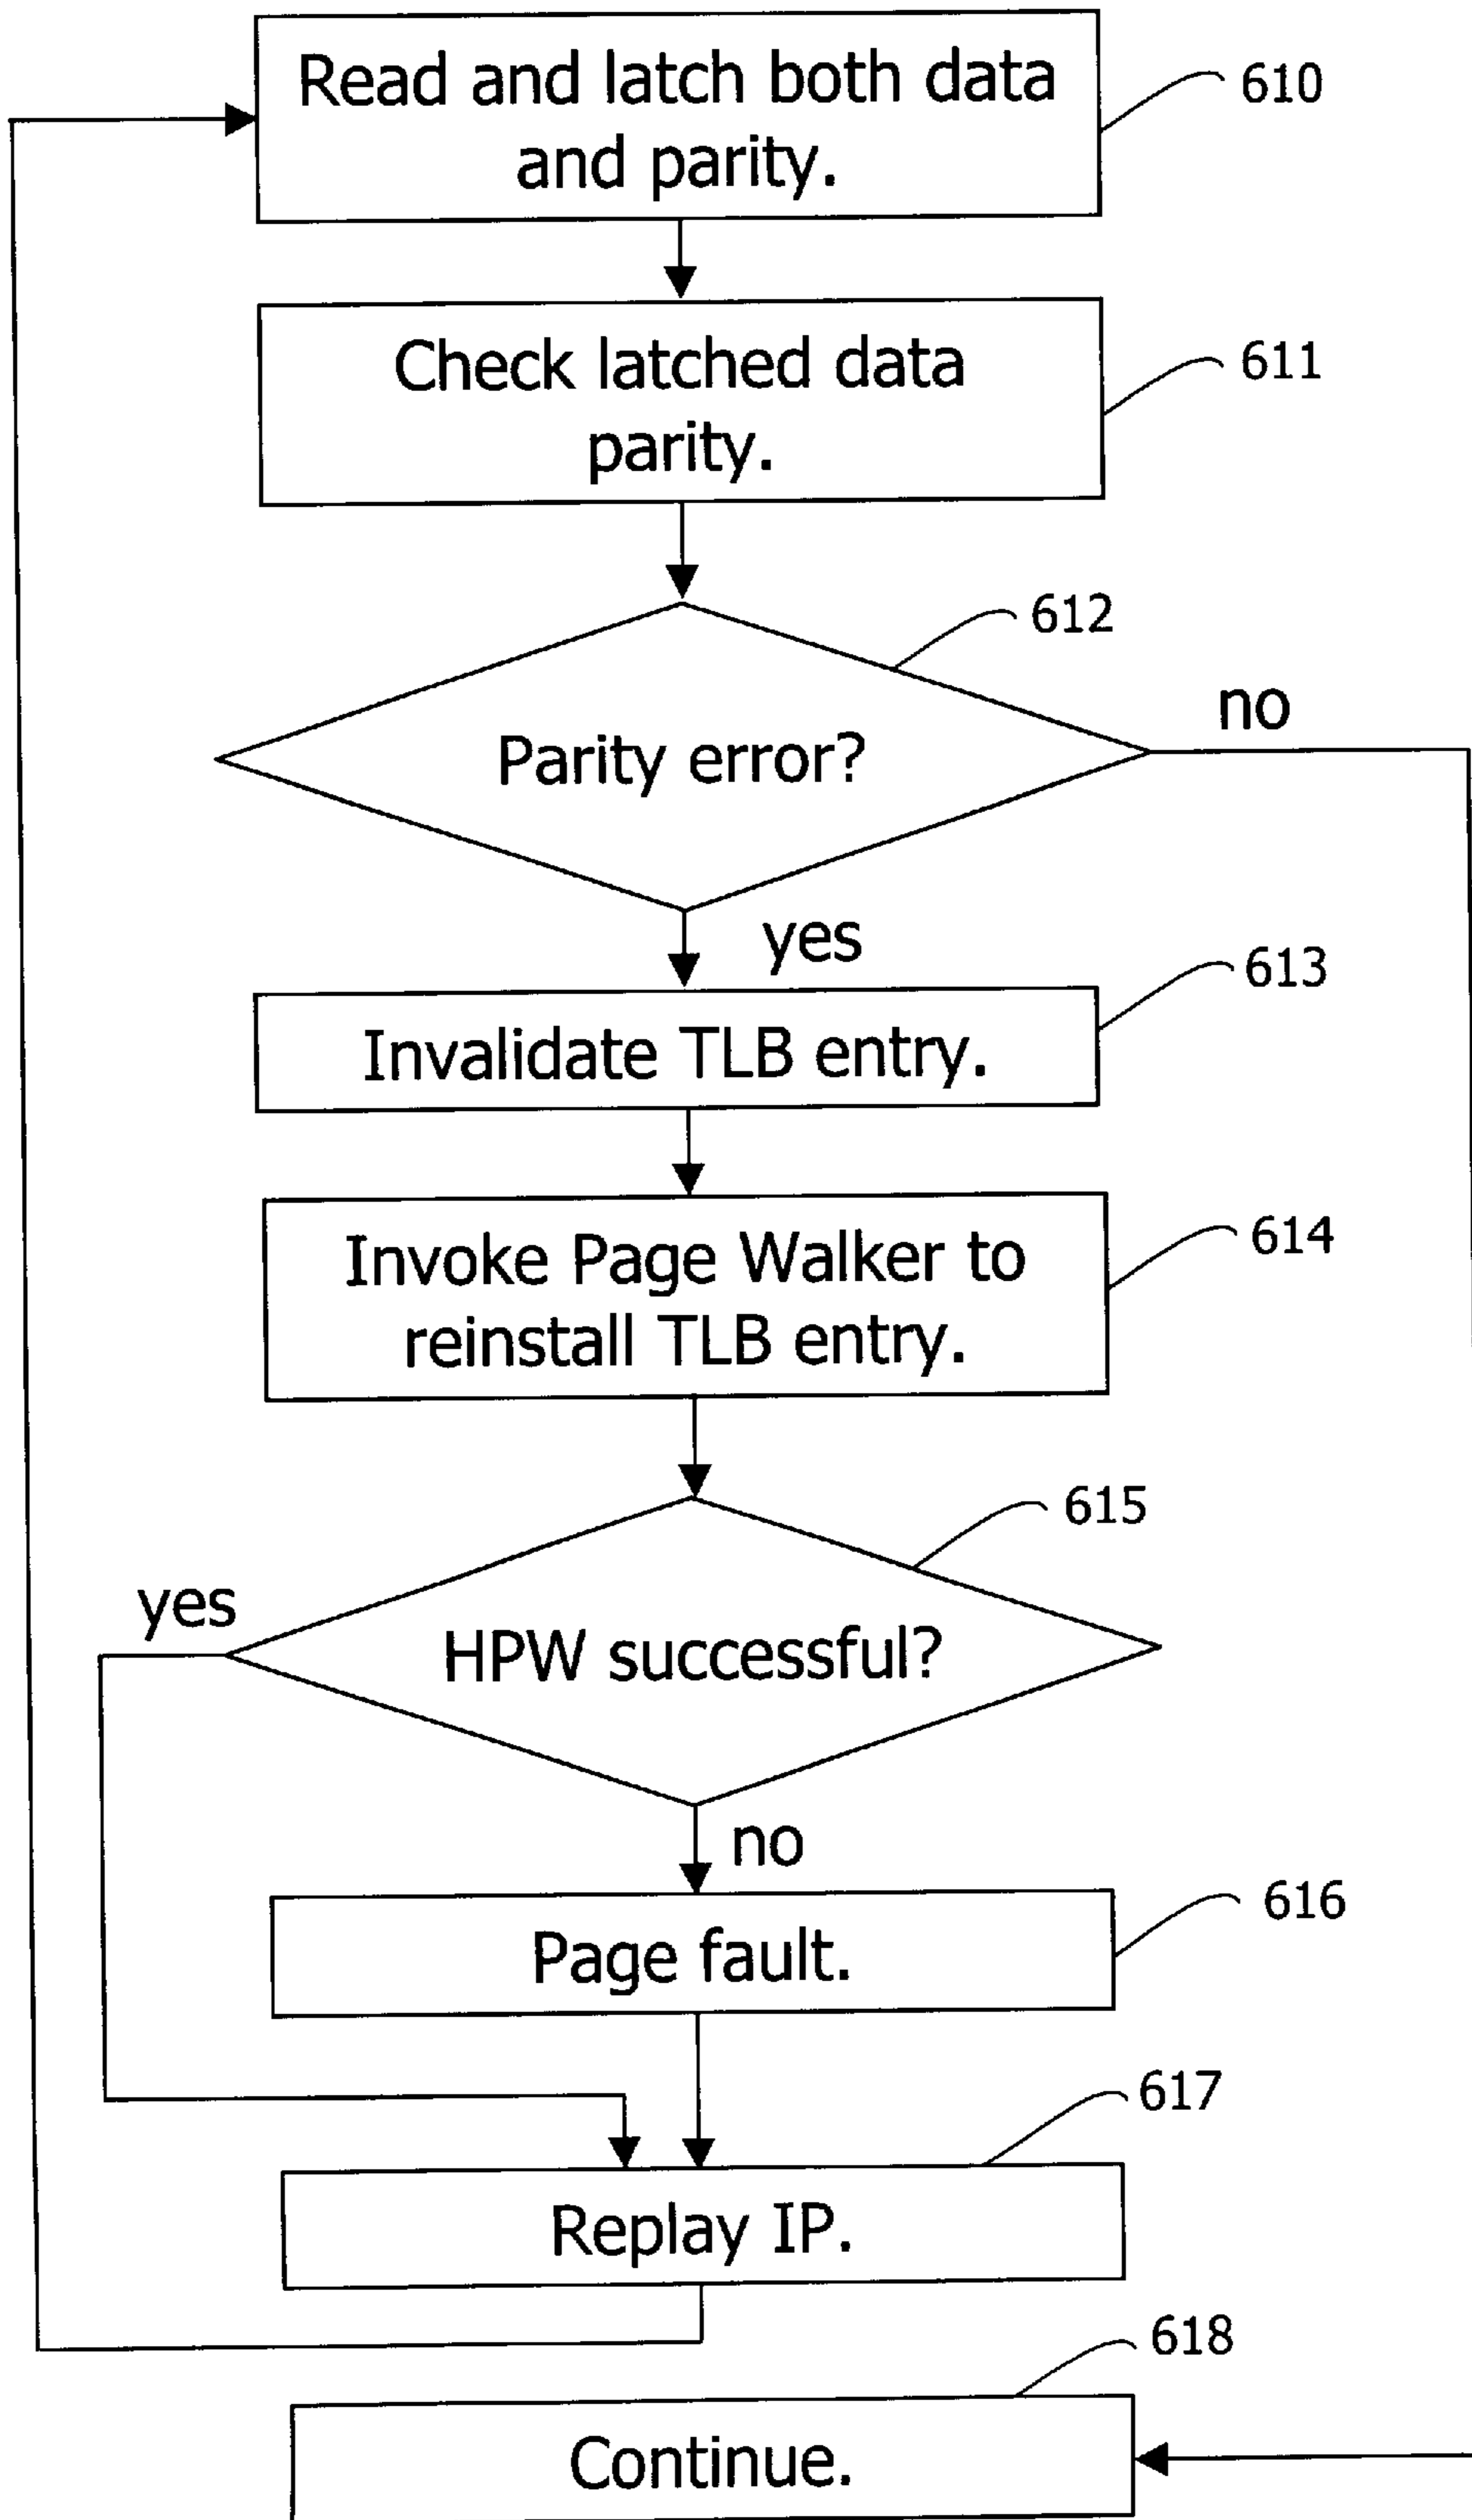 Read and latch both data
and parity.
610
Check latched data
parity.
611
612
Parity error?
no
yes
613
Invalidate TLB entry.
Invoke Page Walker to
reinstall TLB entry.
614
615
yes
HPW successful?
no
616
Page fault.
617
Replay IP.
618
Continue.